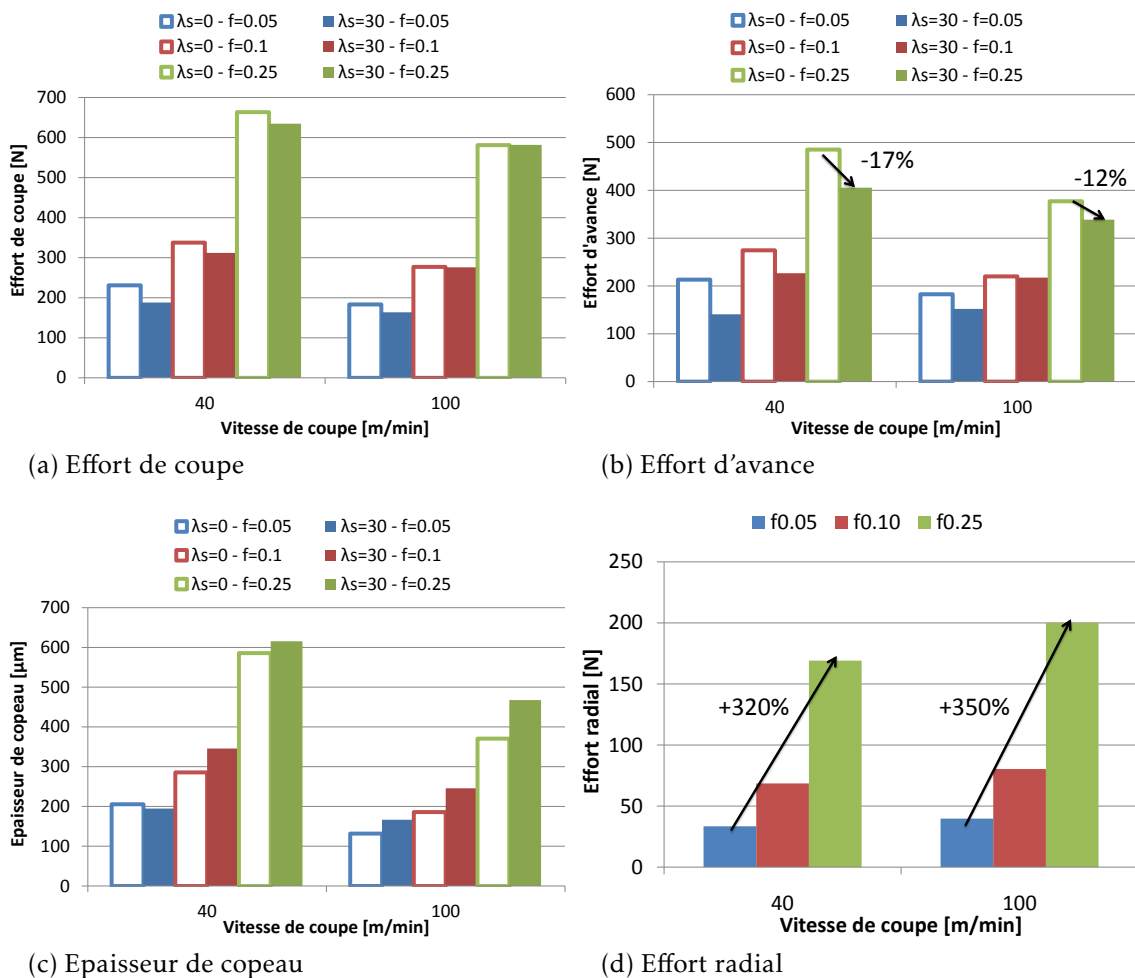 λs=0 - f=0.05 λs=30 - f=0.05
λs=0 - f=0.1 λs=30 - f=0.1
λs=0 - f=0.25 λs=30 - f=0.25
700
600
500
400
300
200
100
0
Effort de coupe [N]
40 100
Vitesse de coupe [m/min]
(a) Effort de coupe
λs=0 - f=0.05 λs=30 - f=0.05
λs=0 - f=0.1 λs=30 - f=0.1
λs=0 - f=0.25 λs=30 - f=0.25
600
500
400
300
200
100
0
Effort d'avance [N]
-17%
-12%
40 100
Vitesse de coupe [m/min]
(b) Effort d’avance
λs=0 - f=0.05 λs=30 - f=0.05
λs=0 - f=0.1 λs=30 - f=0.1
λs=0 - f=0.25 λs=30 - f=0.25
700
600
500
400
300
200
100
0
Epaisseur de copeau [µm]
40 100
Vitesse de coupe [m/min]
(c) Epaisseur de copeau
f0.05 f0.10 f0.25
250
200
150
100
50
0
Effort radial [N]
+320% +350%
40 100
Vitesse de coupe [m/min]
(d) Effort radial